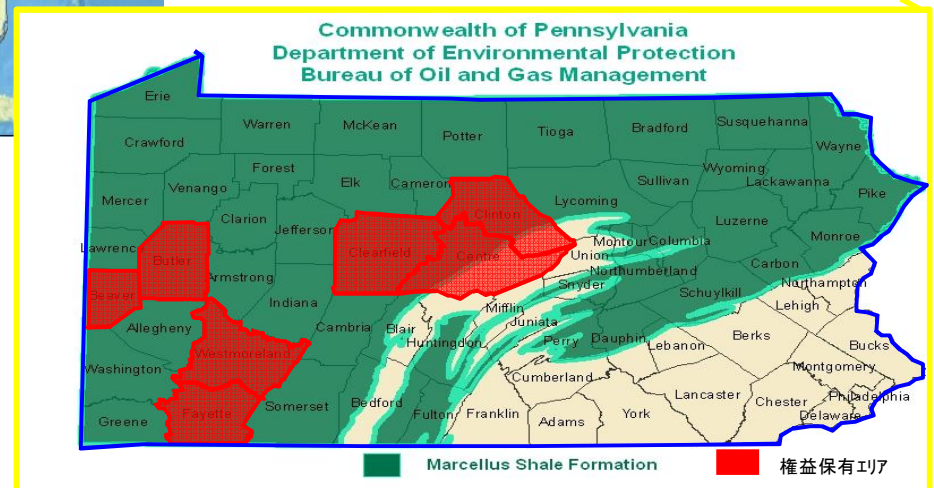 Commonwealth of Pennsylvania
Department of Environmental Protection
Bureau of Oil and Gas Management
Erie
Crawford
Warren
McKean
Potter
Tioga
Bradford
Susquehanna
Wayne
Mercer
Venango
Forest
Elk
Cameron
Clinton
Lycoming
Sullivan
Wyoming
Lackawanna
Pike
Lawrenc
Butler
Clarion
Jefferson
Clearfield
Centre
Union
Montour
Columbia
Luzerne
Monroe
Beaver
Armstrong
Indiana
Snyder
Northumberland
Carbon
Northampton
Allegheny
Cambria
Blair
Mifflin
Juniata
Schuylkill
Lehigh
Westmoreland
Huntingdon
Perry
Dauphin
Lebanon
Berks
Bucks
Washington
Cumberland
Montgomery
Greene
Fayette
Somerset
Bedford
Fulton
Franklin
Adams
York
Lancaster
Chester
Philadelphia
Delaware
Marcellus Shale Formation
権益保有エリア